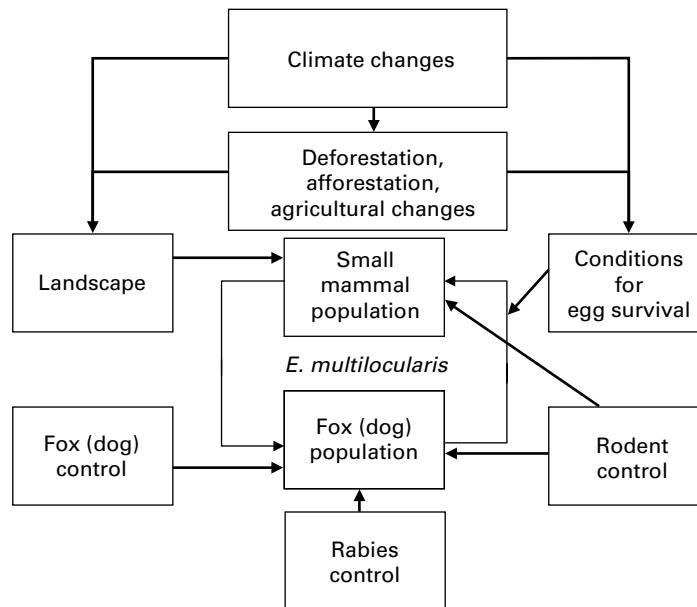 Climate changes
Deforestation,
afforestation,
agricultural changes
Landscape
Small
mammal
population
Conditions
for
egg survival
E. multilocularis
Fox (dog)
control
Fox (dog)
population
Rodent
control
Rabies
control